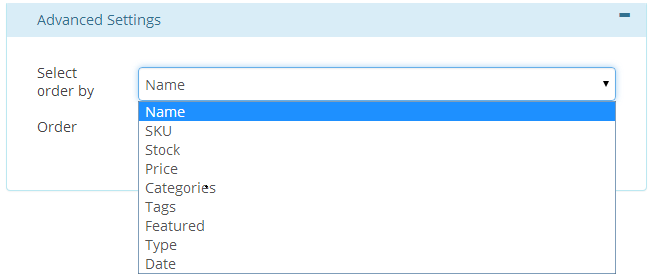 Advanced Settings
Select
order by
Name
Order
Name
SKU
Stock
Price
Categories
Tags
Featured
Type
Date